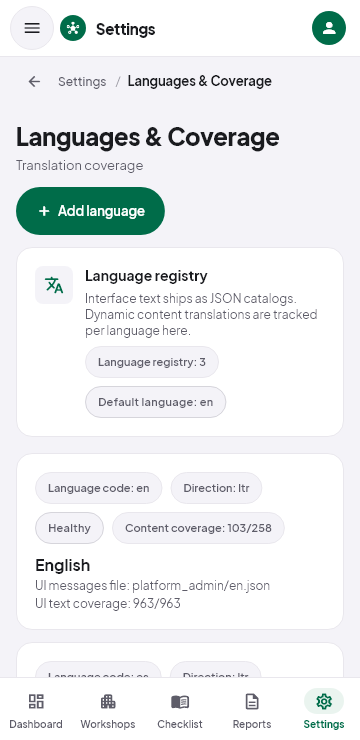 Settings
Settings / Languages & Coverage
Languages & Coverage
Translation coverage
+ Add language
Language registry
Interface text ships as JSON catalogs.
Dynamic content translations are tracked
per language here.
Language registry: 3
Default language: en
Language code: en
Direction: ltr
Healthy
Content coverage: 103/258
English
UI messages file: platform_admin/en.json
UI text coverage: 963/963
Language code: es
Direction: ltr
Dashboard
Workshops
Checklist
Reports
Settings